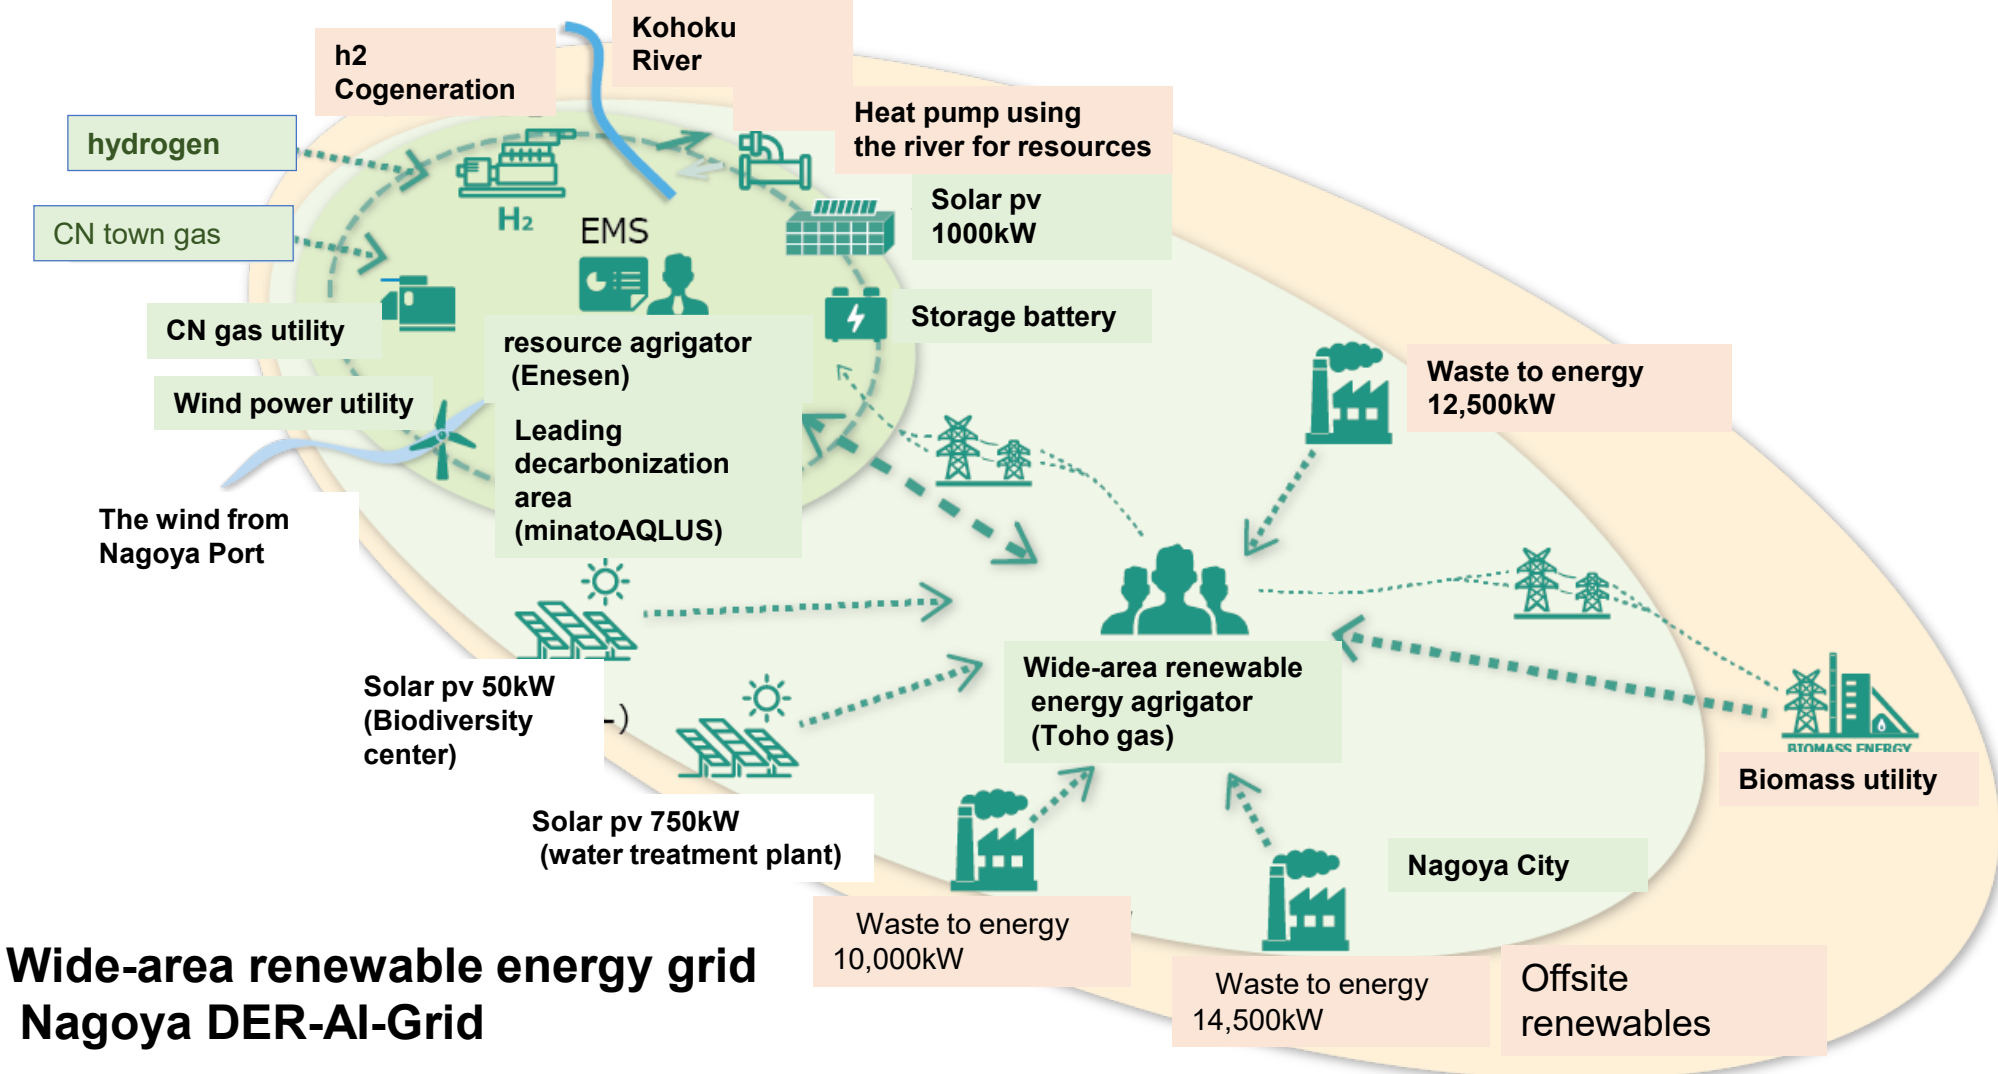 h2
Cogeneration
Kohoku
River
Heat pump using
the river for resources
hydrogen
CN town gas
H2
EMS
Solar pv
1000kW
Storage battery
CN gas utility
resource agrigator
(Enesen)
Wind power utility
Leading
decarbonization
area
(minatoAQLUS)
The wind from
Nagoya Port
Waste to energy
12,500kW
Wide-area renewable
energy agrigator
(Toho gas)
Solar pv 50kW
(Biodiversity
center)
-)
Solar pv 750kW
(water treatment plant)
BIOMASS ENERGY
Biomass utility
Nagoya City
Waste to energy
10,000kW
Waste to energy
14,500kW
Offsite
renewables
Wide-area renewable energy grid
Nagoya DER-AI-Grid